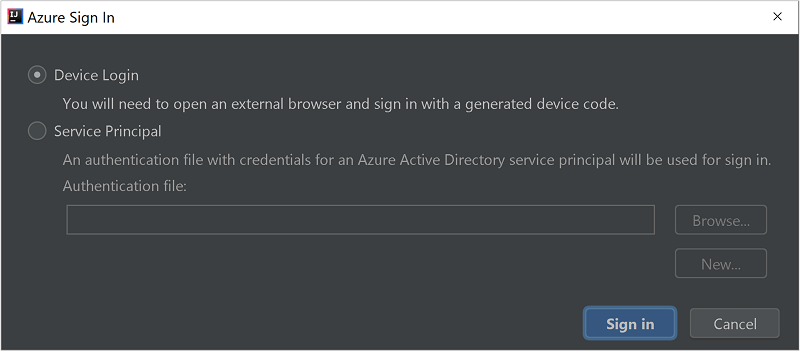 Azure Sign In
Device Login
You will need to open an external browser and sign in with a generated device code.
Service Principal
An authentication file with credentials for an Azure Active Directory service principal will be used for sign in.
Authentication file:
Browse...
New...
Sign in
Cancel